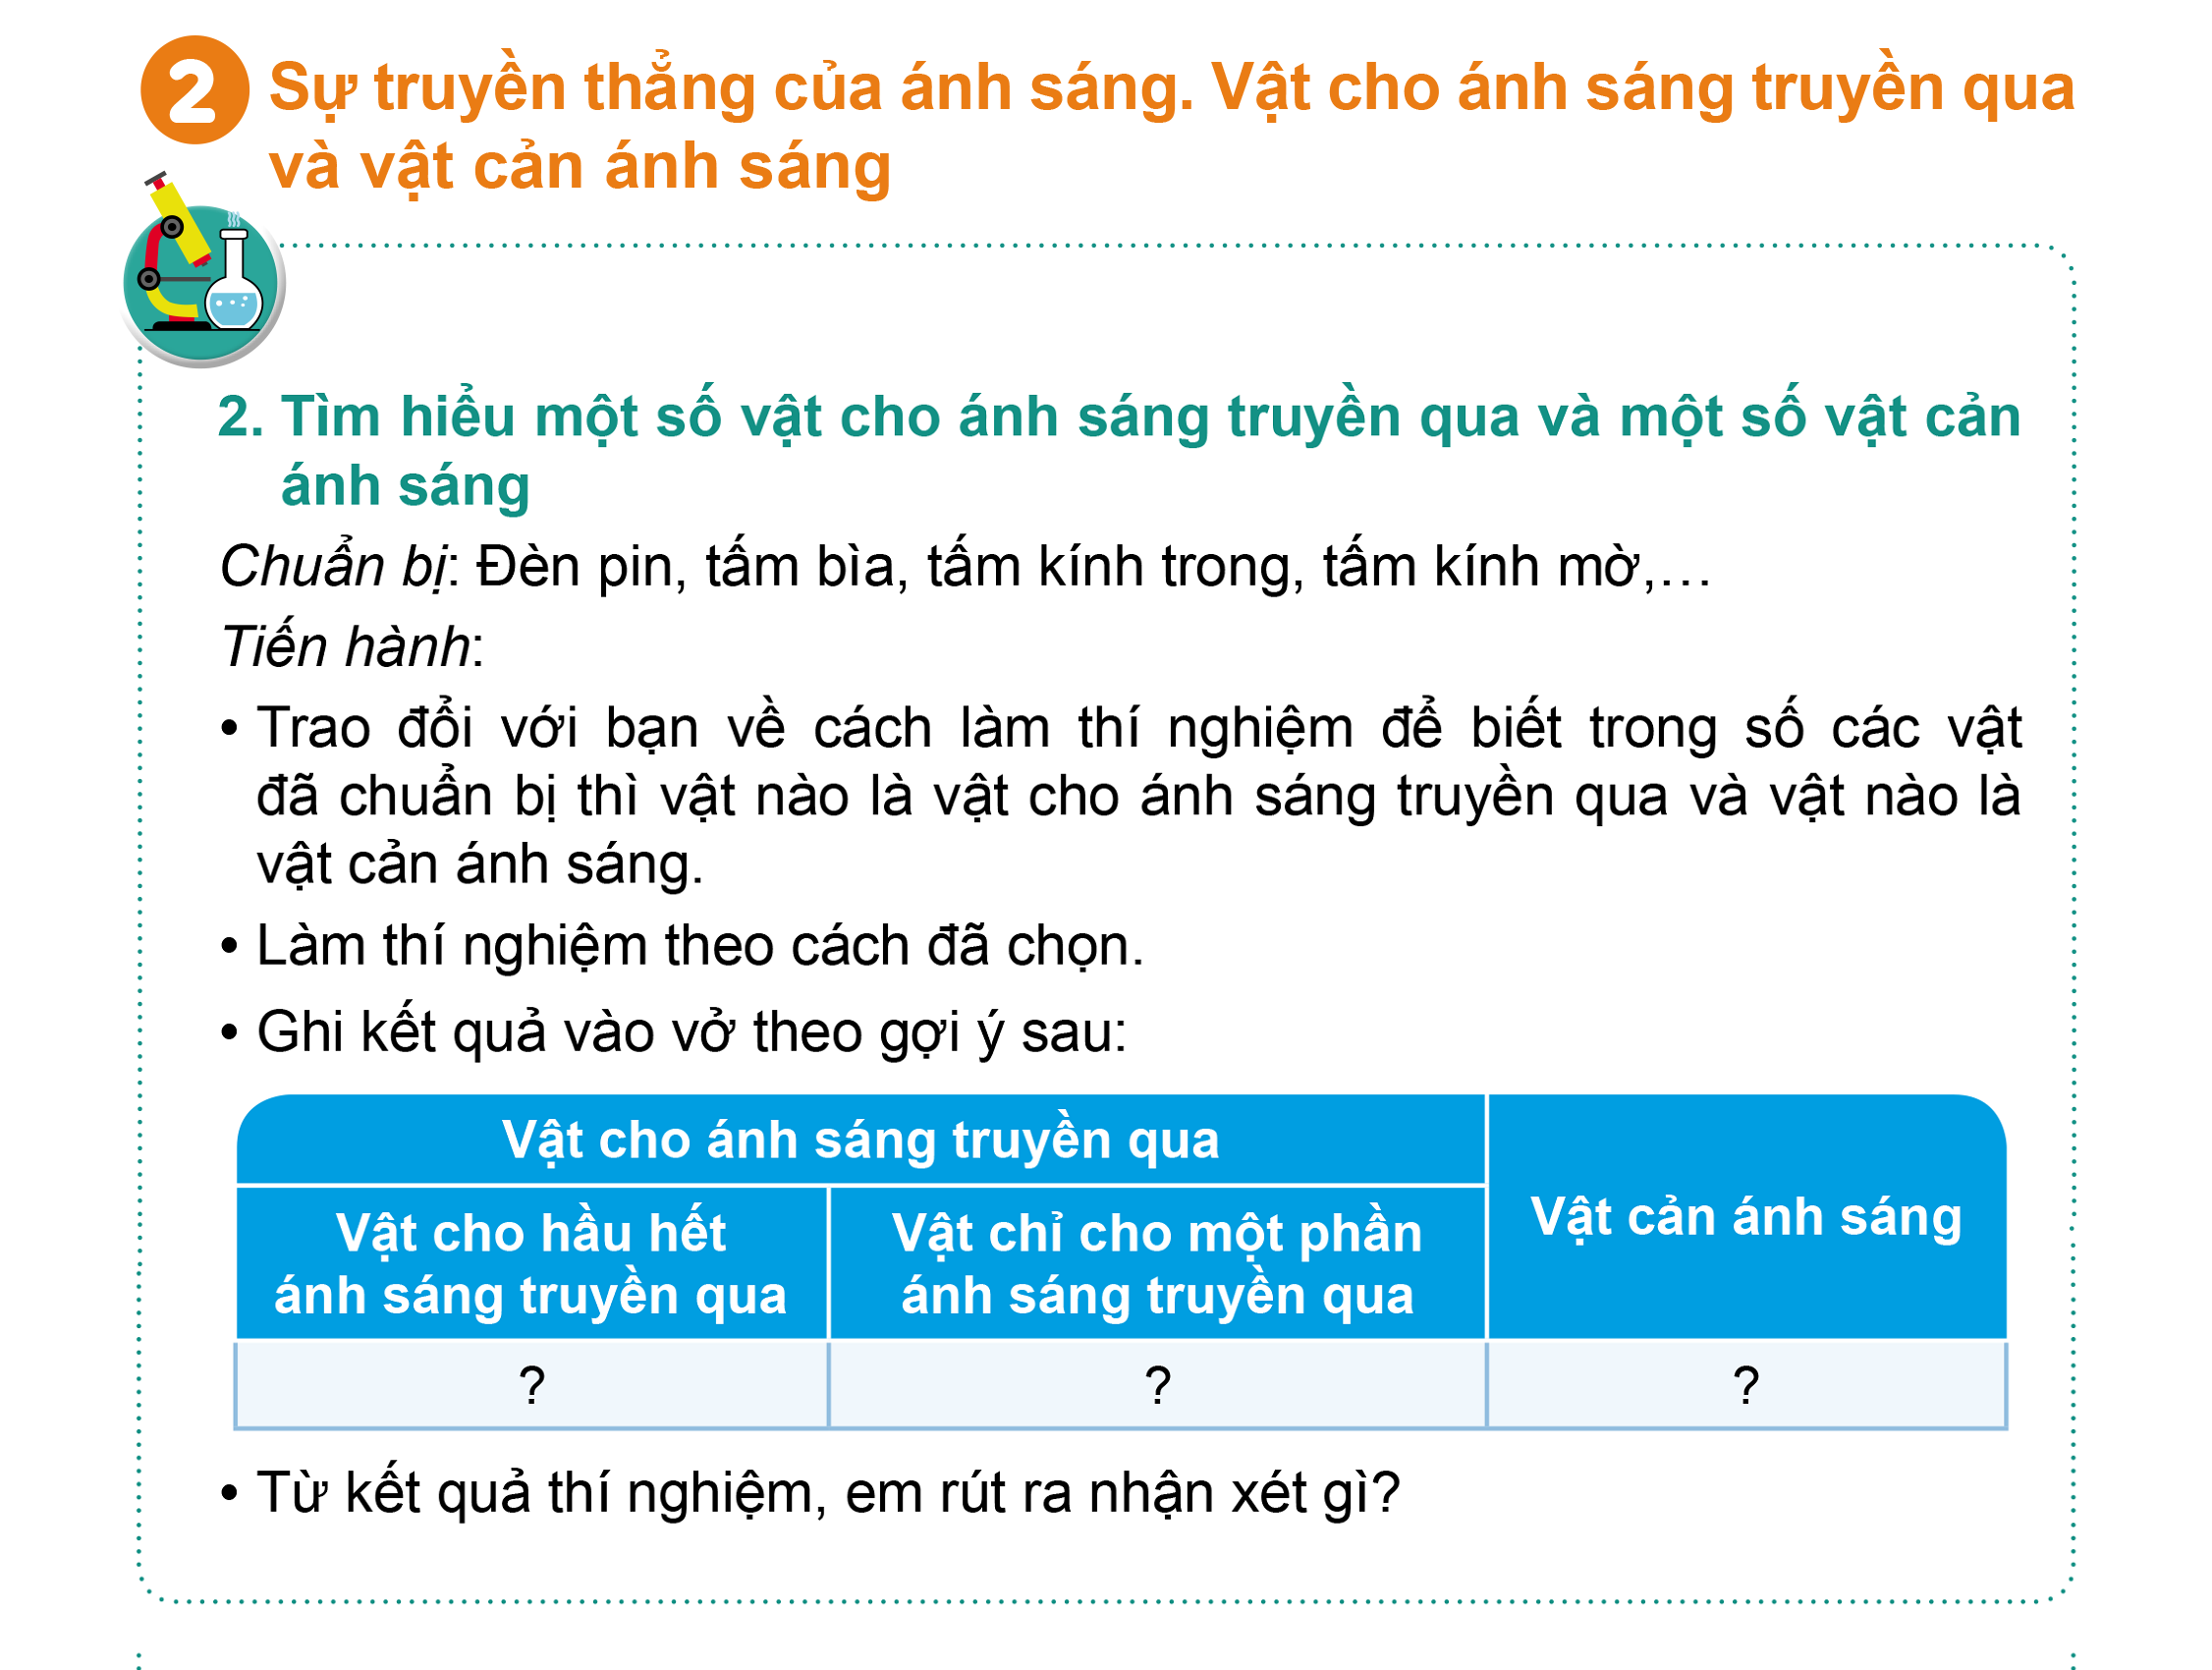 2 Sự truyền thẳng của ánh sáng. Vật cho ánh sáng truyền qua
và vật cản ánh sáng
2. Tìm hiểu một số vật cho ánh sáng truyền qua và một số vật cản
ánh sáng
Chuẩn bị: Đèn pin, tấm bìa, tấm kính trong, tấm kính mờ,...
Tiến hành:
• Trao đổi với bạn về cách làm thí nghiệm để biết trong số các vật
đã chuẩn bị thì vật nào là vật cho ánh sáng truyền qua và vật nào là
vật cản ánh sáng.
• Làm thí nghiệm theo cách đã chọn.
• Ghi kết quả vào vở theo gợi ý sau:
Vật cho ánh sáng truyền qua
Vật cho hầu hết
ánh sáng truyền qua
Vật chỉ cho một phần
ánh sáng truyền qua
Vật cản ánh sáng
? ? ?
• Từ kết quả thí nghiệm, em rút ra nhận xét gì?